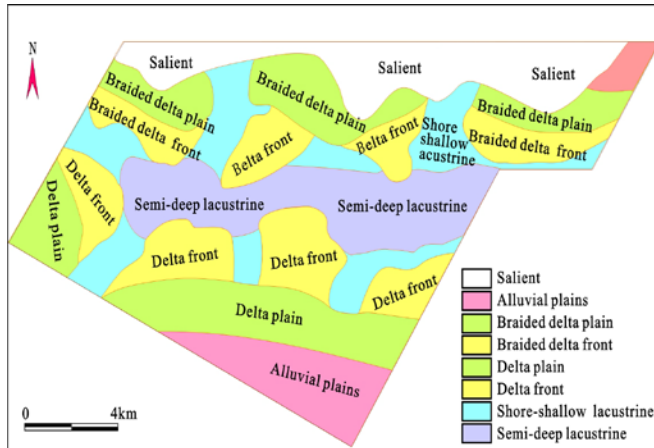 N
Salient
Salient
Salient
Braided delta plain
Braided delta plain
Braided delta plain
Braided delta front
Belta front
Belta front
Shore
shallow
acustrine
Braided delta front
Delta plain
Delta front
Semi-deep lacustrine
Semi-deep lacustrine
Delta front
Delta front
Delta front
Delta plain
Alluvial plains
Salient
Alluvial plains
Braided delta plain
Braided delta front
Delta plain
Delta front
Shore-shallow lacustrine
Semi-deep lacustrine
0 4km